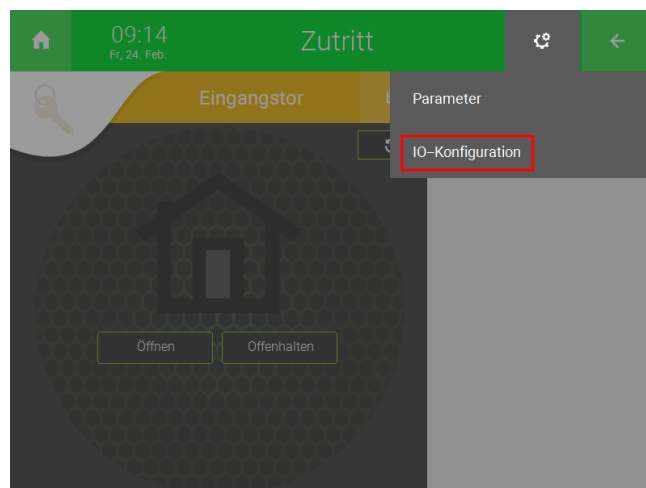 09:14
Fr, 24. Feb.
Zutritt
Eingangstor
Parameter
IO-Konfiguration
Öffnen
Offenhalten